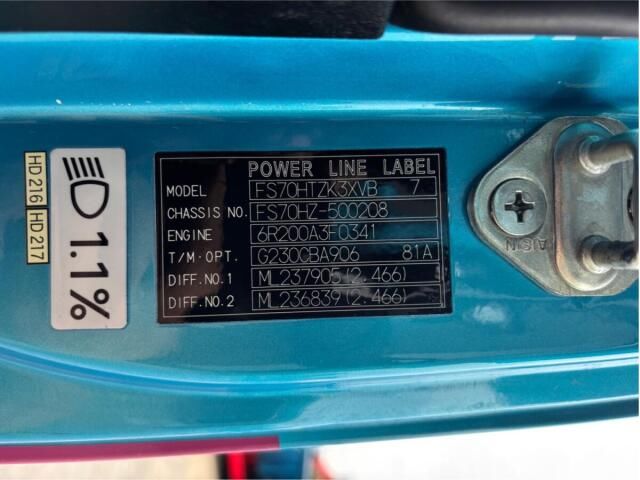 POWER LINE LABEL
MODEL FS70HTZK3XVB 7
CHASSIS NO. FS70HZ-500208
ENGINE 6R200A3F0341
T/M·OPT. G230CBA906 81A
DIFF.NO.1 ML237905(2.466)
DIFF.NO.2 ML236839(2.466)
1.1%
HD216
HD217
AISIN